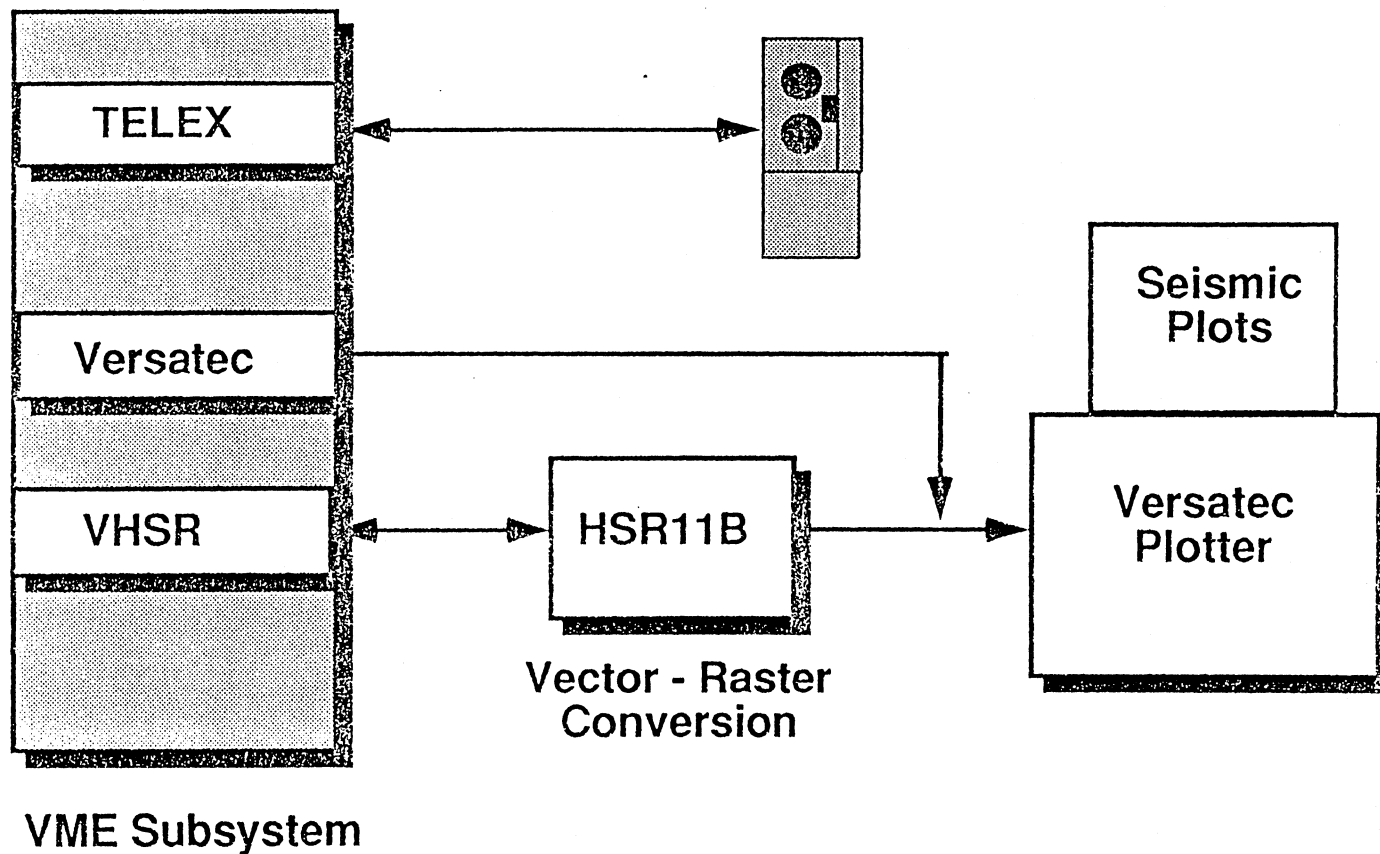 TELEX
Seismic
Plots
Versatec
Versatec
Plotter
VHSR
HSR11B
Vector - Raster
Conversion
VME Subsystem